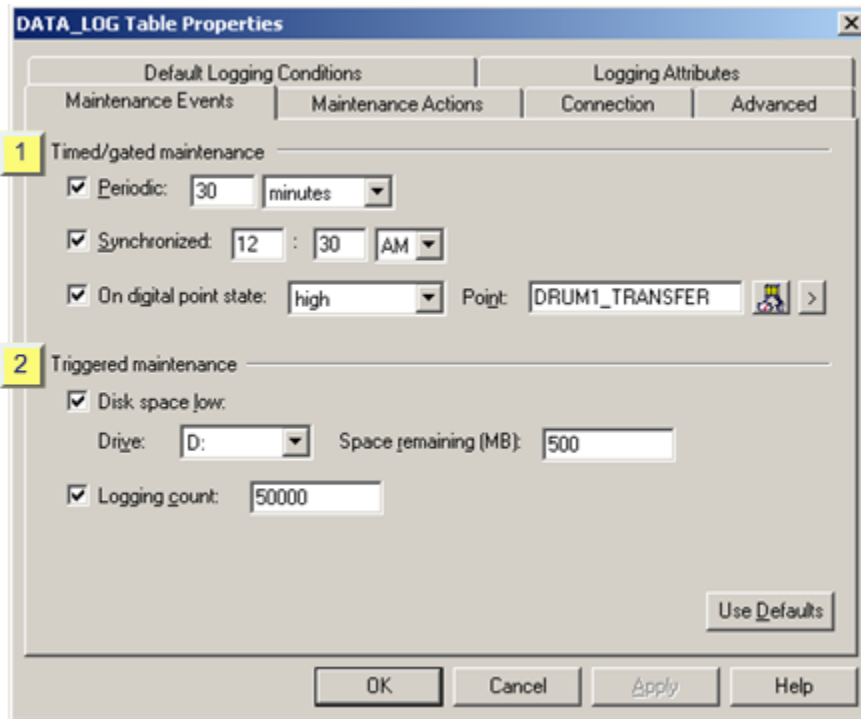 DATA_LOG Table Properties
Default Logging Conditions
Logging Attributes
Maintenance Events
Maintenance Actions
Connection
Advanced
1
Timed/gated maintenance
Periodic: 30 minutes
Synchronized: 12 : 30 AM
On digital point state: high Point: DRUM1_TRANSFER >
2
Triggered maintenance
Disk space low:
Drive: D: Space remaining (MB): 500
Logging count: 50000
Use Defaults
OK Cancel Apply Help